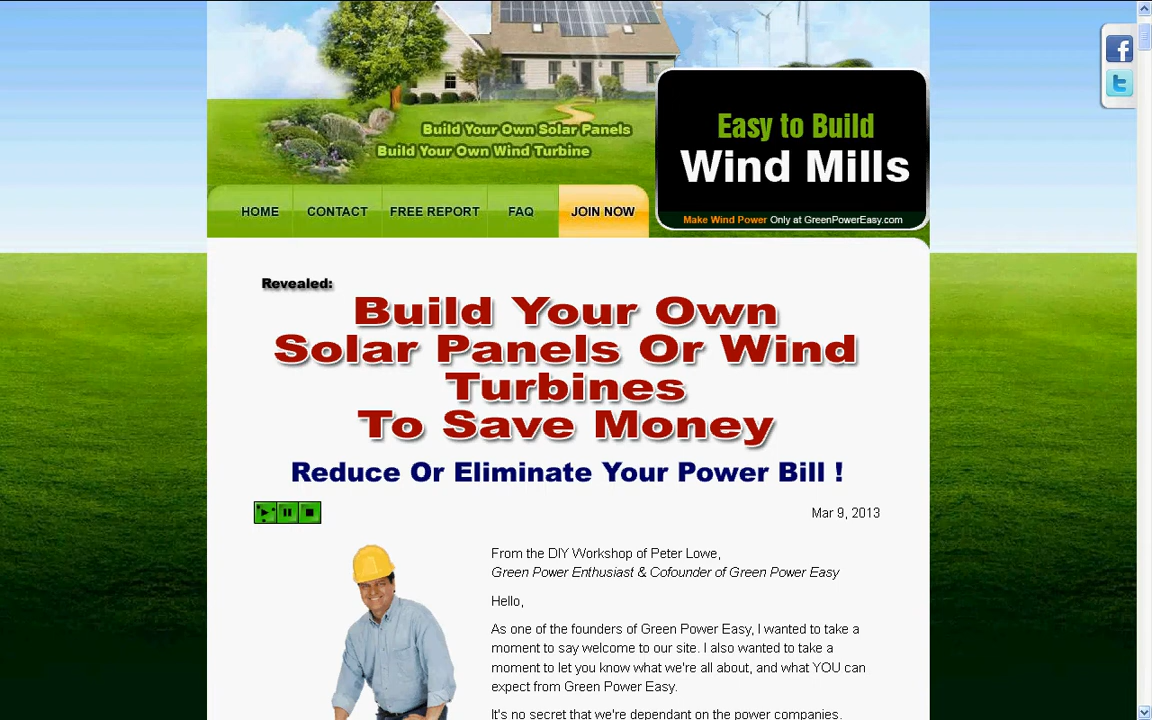 Build Your Own Solar Panels
Build Your Own Wind Turbine
Easy to Build
Wind Mills
Make Wind Power Only at GreenPowerEasy.com
HOME CONTACT FREE REPORT FAQ JOIN NOW
Revealed:
Build Your Own
Solar Panels Or Wind
Turbines
To Save Money
Reduce Or Eliminate Your Power Bill !
Mar 9, 2013
From the DIY Workshop of Peter Lowe,
Green Power Enthusiast & Cofounder of Green Power Easy
Hello,
As one of the founders of Green Power Easy, I wanted to take a
moment to say welcome to our site. I also wanted to take a
moment to let you know what we're all about, and what YOU can
expect from Green Power Easy.
It's no secret that we're dependant on the power companies.